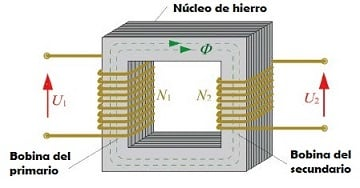 Núcleo de hierro
Φ
U1
N1
N2
U2
Bobina del
primario
Bobina del
secundario